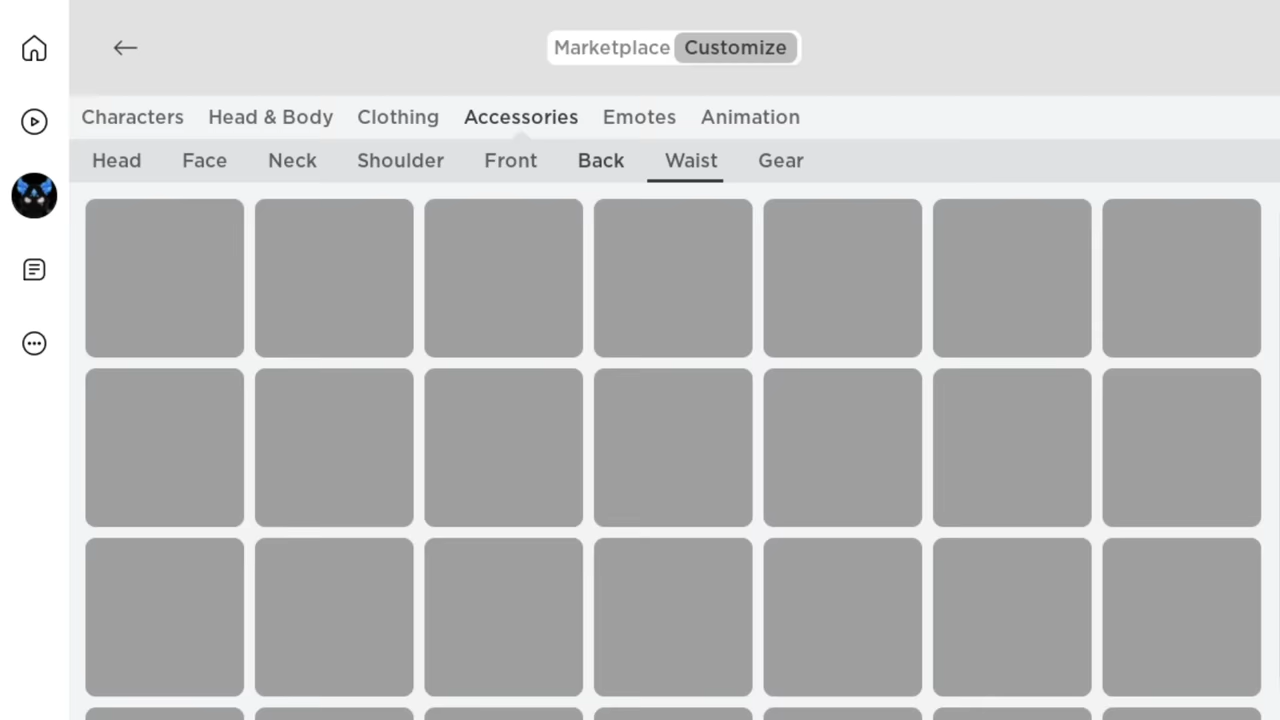 Marketplace Customize
Characters Head & Body Clothing Accessories Emotes Animation
Head Face Neck Shoulder Front Back Waist Gear